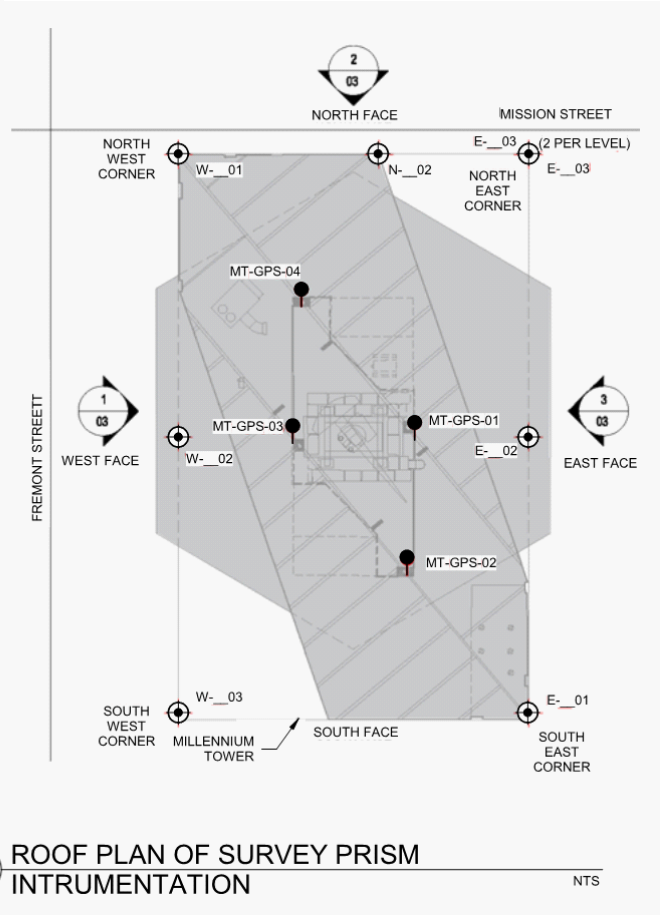 2
03
NORTH FACE
MISSION STREET
NORTH
WEST
CORNER
W-__01
N-__02
E-__03
(2 PER LEVEL)
E-__03
NORTH
EAST
CORNER
MT-GPS-04
1
03
WEST FACE
W-__02
MT-GPS-03
MT-GPS-01
E-__02
3
03
EAST FACE
FREMONT STREETT
MT-GPS-02
W-__03
SOUTH
WEST
CORNER
MILLENNIUM
TOWER
SOUTH FACE
E-__01
SOUTH
EAST
CORNER
ROOF PLAN OF SURVEY PRISM
INTRUMENTATION
NTS